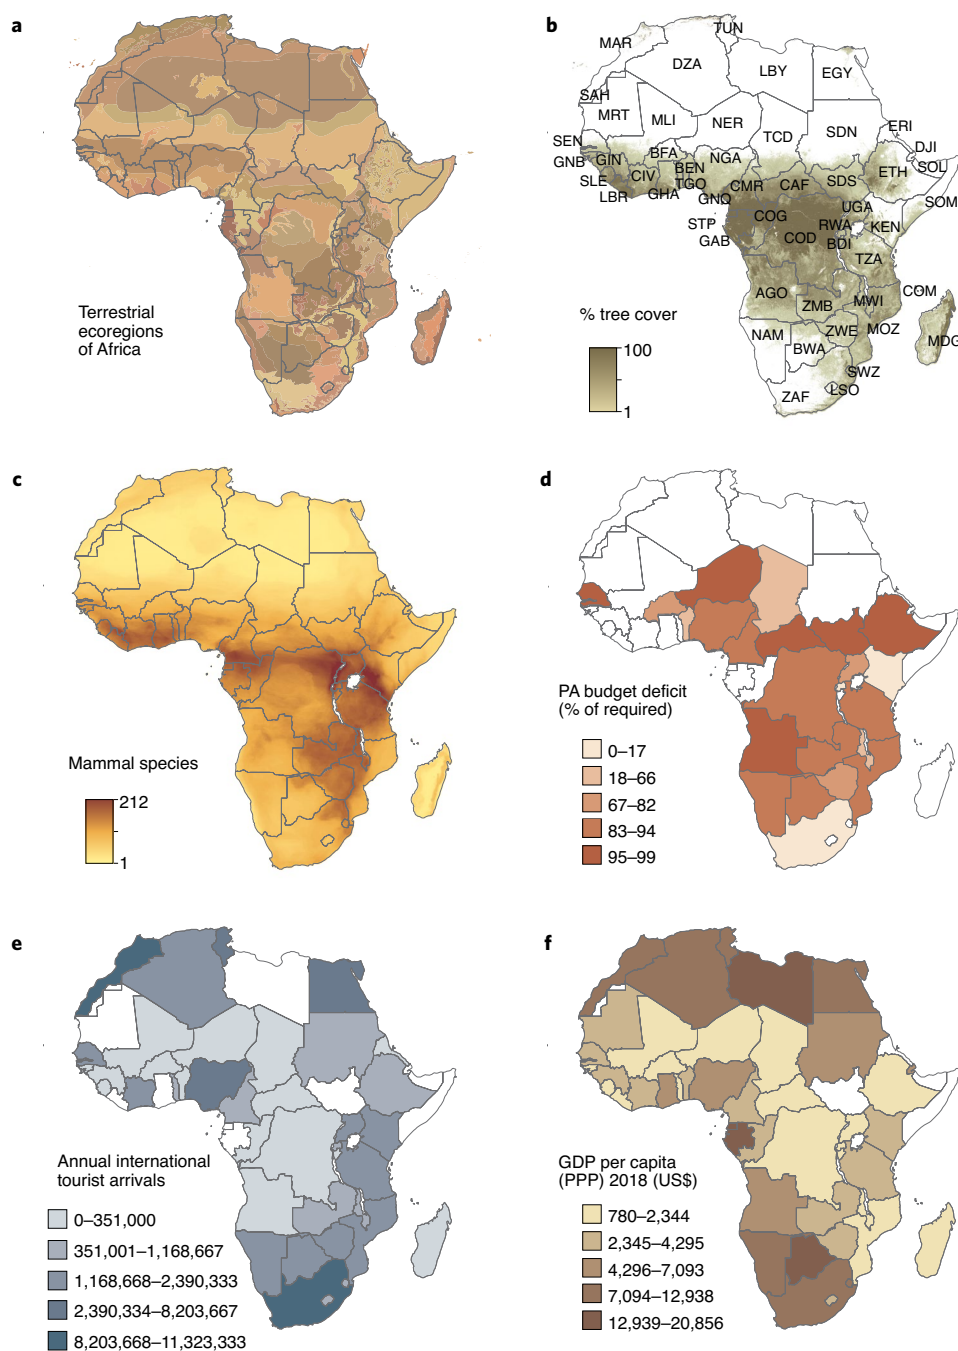 a
Terrestrial
ecoregions
of Africa
b
TUN
MAR
DZA
LBY
EGY
SAH
MRT
MLI
NER
TCD
SDN
ERI
DJI
SEN
GNB
GIN
BFA
BEN
NGA
SOL
ETH
SLE
CIV
TGO
CMR
CAF
SDS
LBR
GHA
GNQ
SOM
UGA
STP
COG
RWA
KEN
GAB
COD
BDI
TZA
AGO
COM
ZMB
MWI
% tree cover
NAM
ZWE
MOZ
MDG
100
BWA
SWZ
ZAF
LSO
1
c
Mammal species
212
1
d
PA budget deficit
(% of required)
0–17
18–66
67–82
83–94
95–99
e
Annual international
tourist arrivals
0–351,000
351,001–1,168,667
1,168,668–2,390,333
2,390,334–8,203,667
8,203,668–11,323,333
f
GDP per capita
(PPP) 2018 (US$)
780–2,344
2,345–4,295
4,296–7,093
7,094–12,938
12,939–20,856